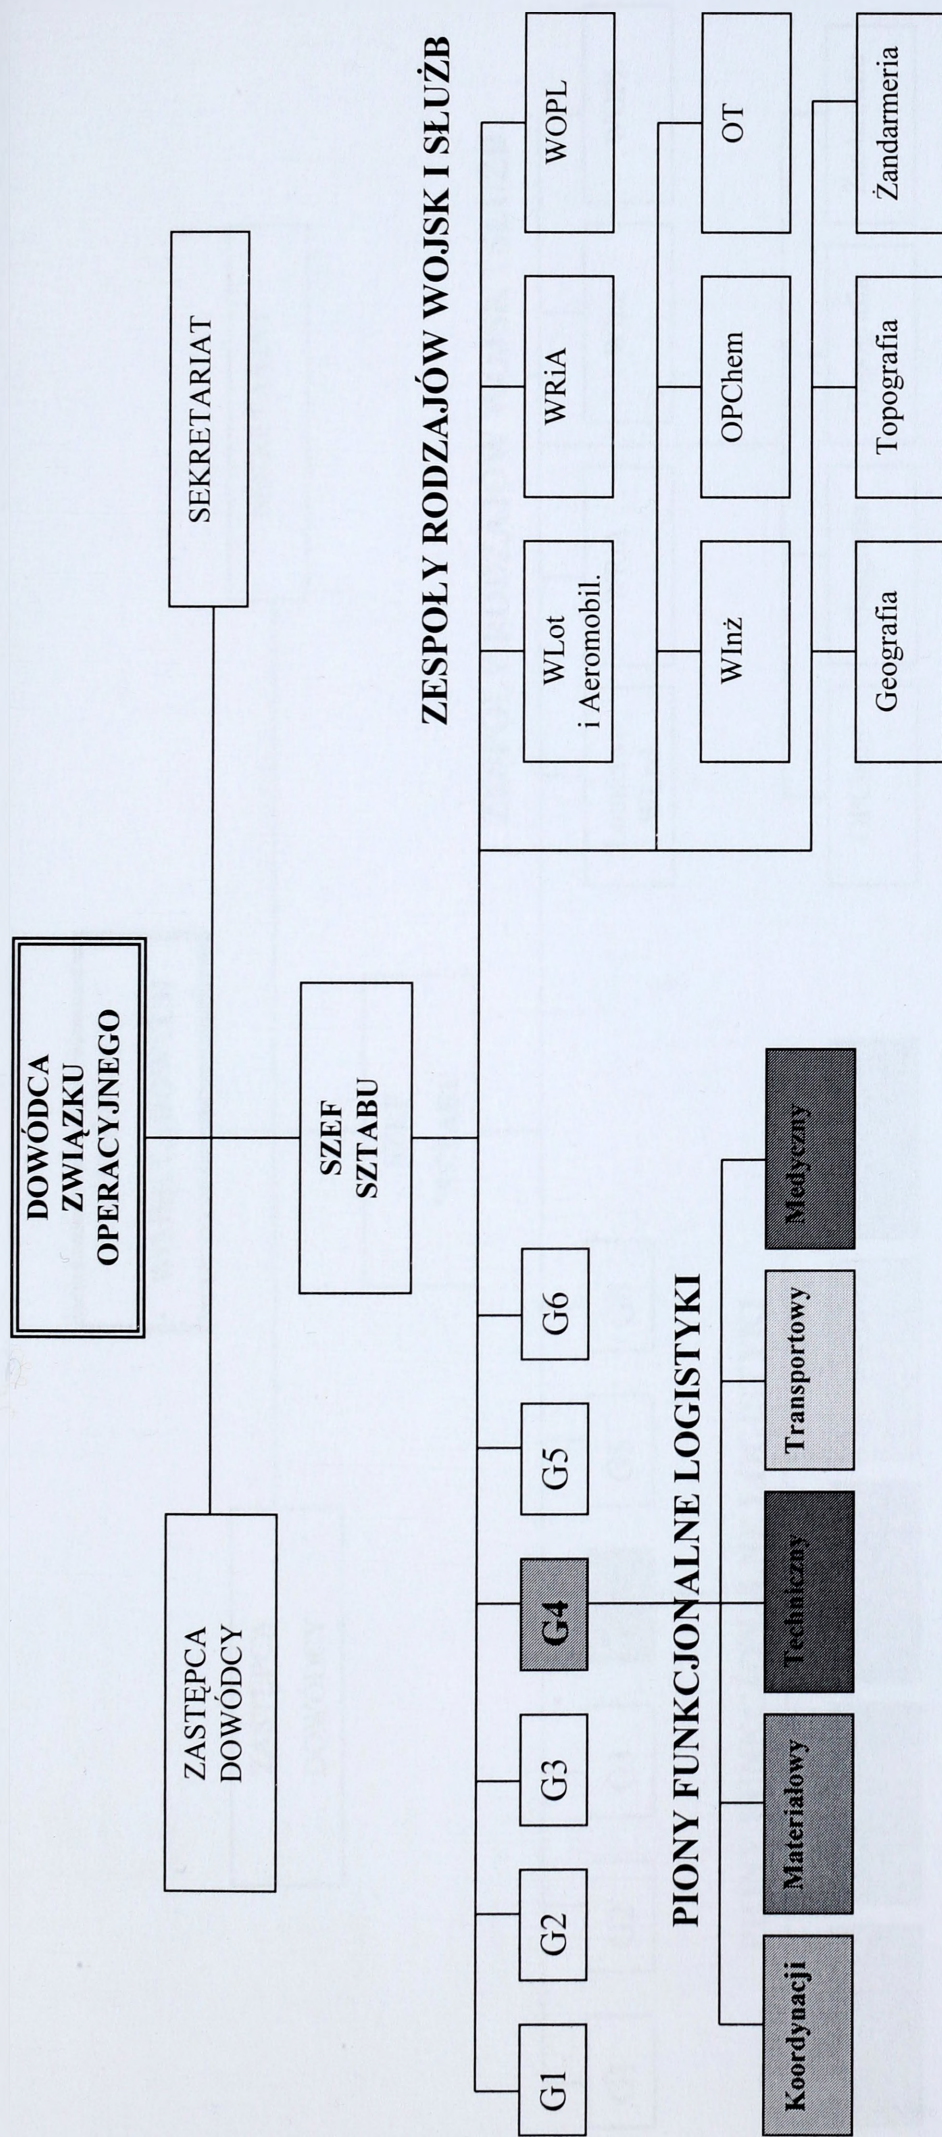 DOWÓDCA
ZWIĄZKU
OPERACYJNEGO
ZASTĘPCA
DOWÓDCY
SEKRETARIAT
SZEF
SZTABU
ZESPOŁY RODZAJÓW WOJSK I SŁUŻB
G1
G2
G3
G4
G5
G6
WLot
i Aeromobil.
WRiA
WOPL
WInż
OPChem
OT
Geografia
Topografia
Żandarmeria
PIONY FUNKCJONALNE LOGISTYKI
Koordynacji
Materiałowy
Techniczny
Transportowy
Medyczny